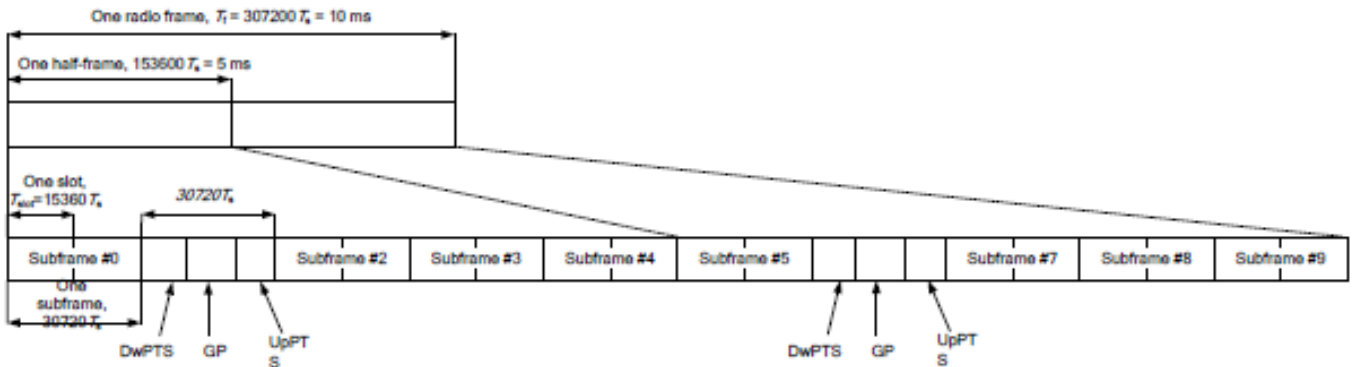 One radio frame, Tf = 307200 Ts = 10 ms
One half-frame, 153600 Ts = 5 ms
One slot,
Tslot=15360 Ts
30720Ts
Subframe #0
Subframe #2
Subframe #3
Subframe #4
Subframe #5
Subframe #7
Subframe #8
Subframe #9
One
subframe,
30720 Ts
DwPTS
GP
UpPT
S
DwPTS
GP
UpPT
S